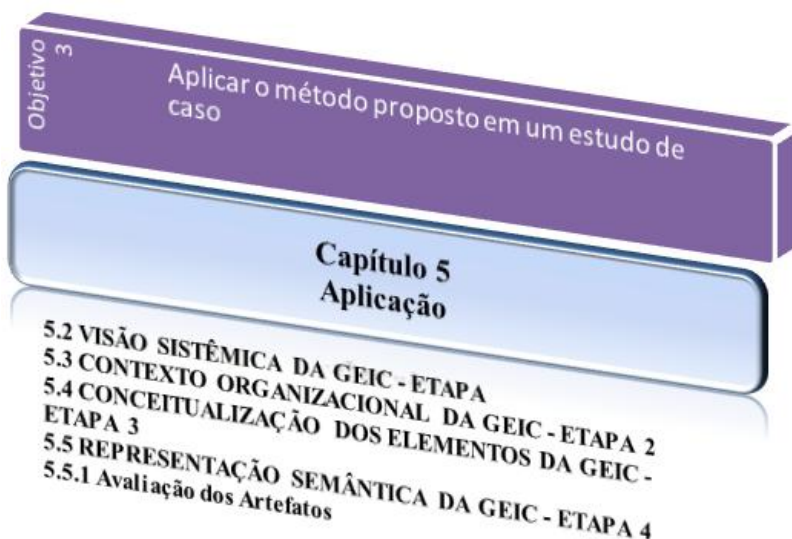 Objetivo
3
Aplicar o método proposto em um estudo de
caso
Capítulo 5
Aplicação
5.2 VISÃO SISTÊMICA DA GEIC - ETAPA
5.3 CONTEXTO ORGANIZACIONAL DA GEIC - ETAPA 2
5.4 CONCEITUALIZAÇÃO DOS ELEMENTOS DA GEIC -
ETAPA 3
5.5 REPRESENTAÇÃO SEMÂNTICA DA GEIC - ETAPA 4
5.5.1 Avaliação dos Artefatos